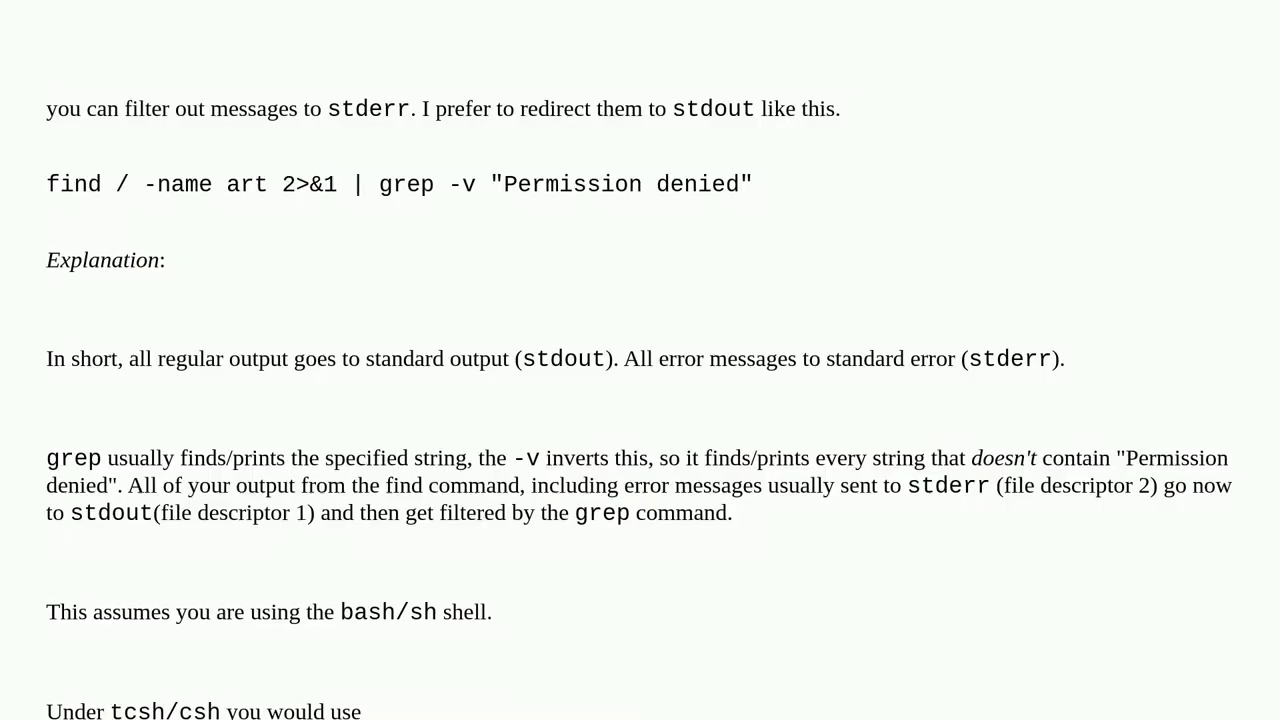 you can filter out messages to stderr. I prefer to redirect them to stdout like this.
find / -name art 2>&1 | grep -v "Permission denied"
Explanation:
In short, all regular output goes to standard output (stdout). All error messages to standard error (stderr).
grep usually finds/prints the specified string, the -v inverts this, so it finds/prints every string that doesn't contain "Permission
denied". All of your output from the find command, including error messages usually sent to stderr (file descriptor 2) go now
to stdout(file descriptor 1) and then get filtered by the grep command.
This assumes you are using the bash/sh shell.
Under tcsh/csh you would use